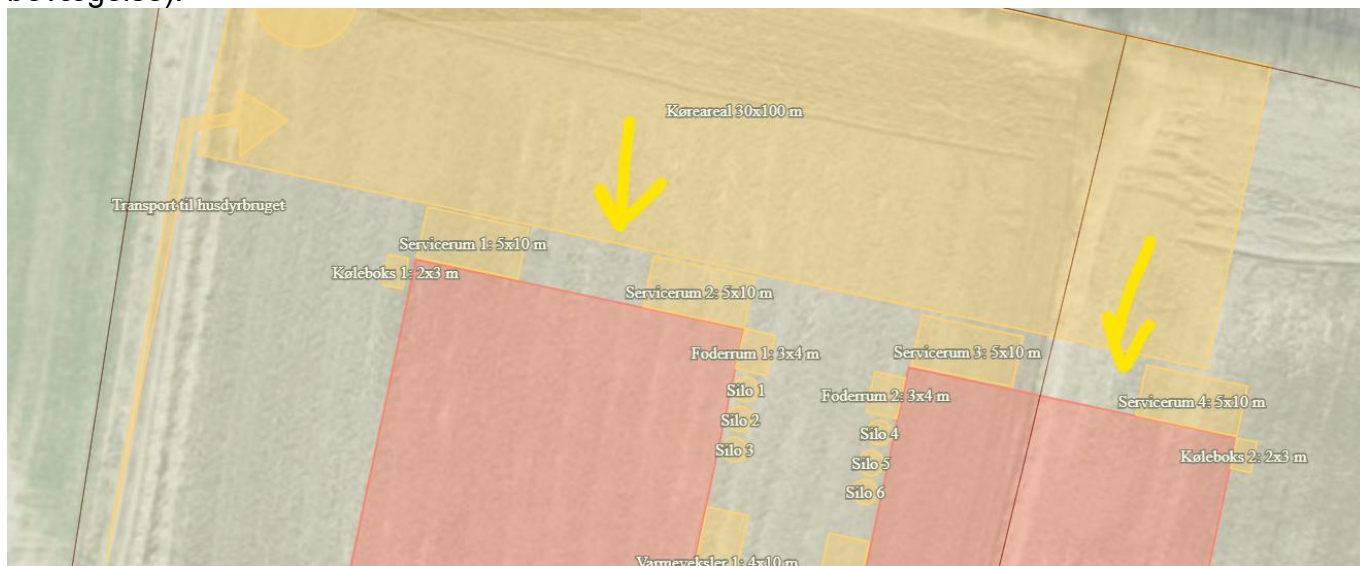 bevægelse).
Køreareal 30x100 m
Transport til husdyrbruget
Servicerum 1: 5x10 m
Køleboks 1: 2x3 m
Servicerum 2: 5x10 m
Foderrum 1: 3x4 m
Servicerum 3: 5x10 m
Silo 1
Foderrum 2: 3x4 m
Servicerum 4: 5x10 m
Silo 2
Silo 4
Silo 3
Køleboks 2: 2x3 m
Silo 5
Silo 6
Varmeveksler 1: 4x10 m